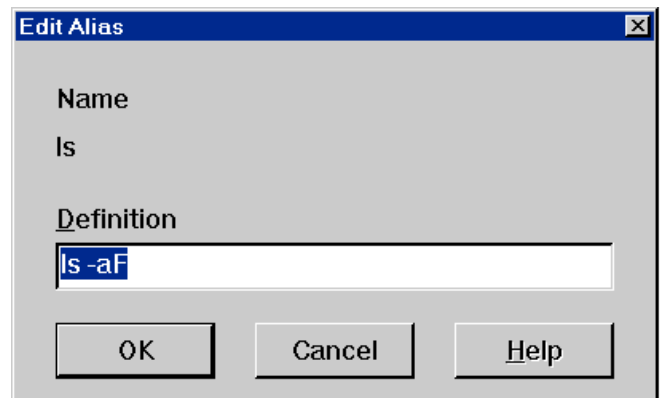 Edit Alias
Name
ls
Definition
ls -aF
OK Cancel Help